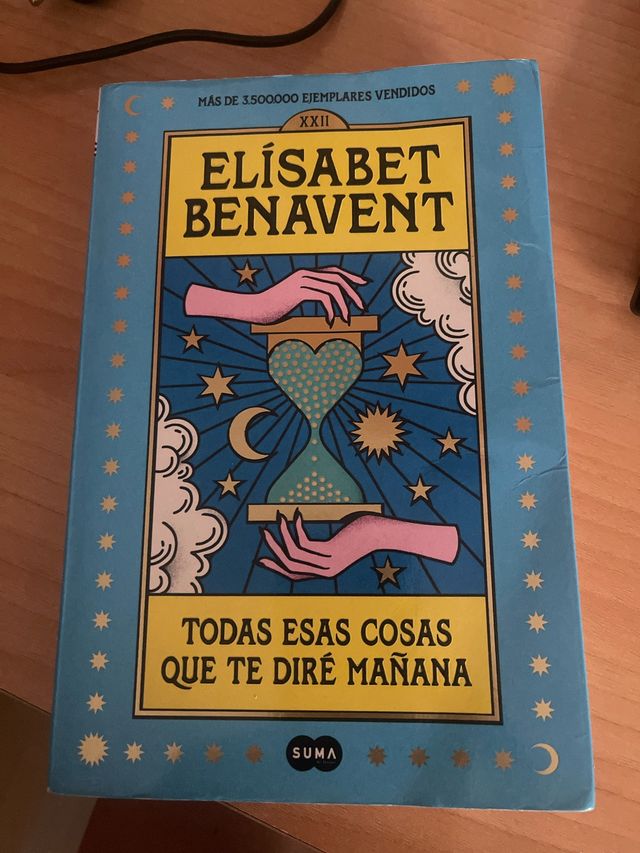 MÁS DE 3.500.000 EJEMPLARES VENDIDOS
XXII
ELÍSABET
BENAVENT
TODAS ESAS COSAS
QUE TE DIRÉ MAÑANA
SUMA